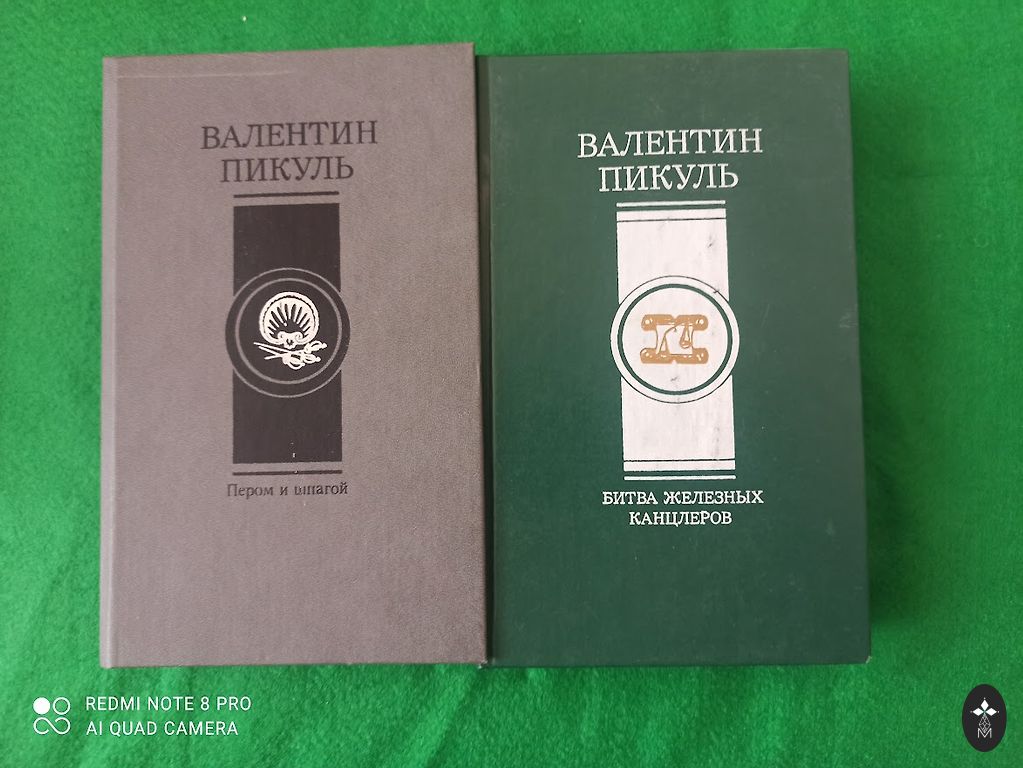 ВАЛЕНТИН
ПИКУЛЬ
Пером и шпагой
ВАЛЕНТИН
ПИКУЛЬ
БИТВА ЖЕЛЕЗНЫХ
КАНЦЛЕРОВ
REDMI NOTE 8 PRO
AI QUAD CAMERA
M